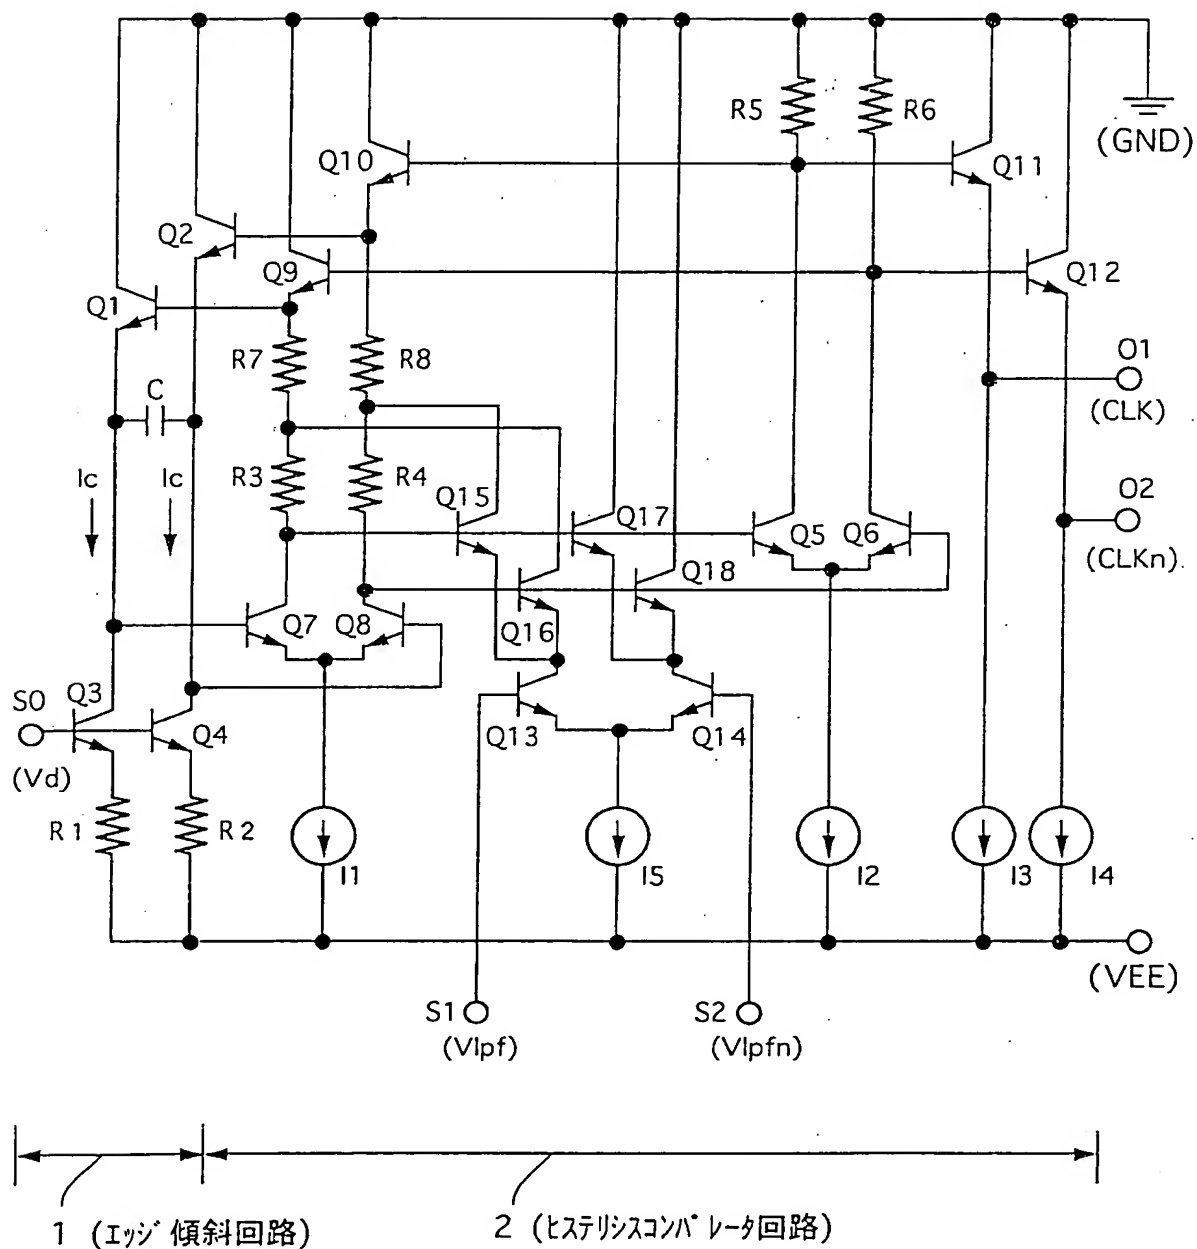 R5
R6
(GND)
Q10
Q11
Q2
Q9
Q12
Q1
R7
R8
O1
(CLK)
C
Ic
Ic
R3
R4
Q15
Q17
Q5
Q6
O2
(CLKn)
Q18
Q7
Q8
Q16
S0
(Vd)
Q3
Q4
Q13
Q14
R1
R2
I1
I5
I2
I3
I4
(VEE)
S1
(Vlpf)
S2
(Vlpfn)
1 (エッジ傾斜回路)
2 (ヒステリシスコンパレータ回路)